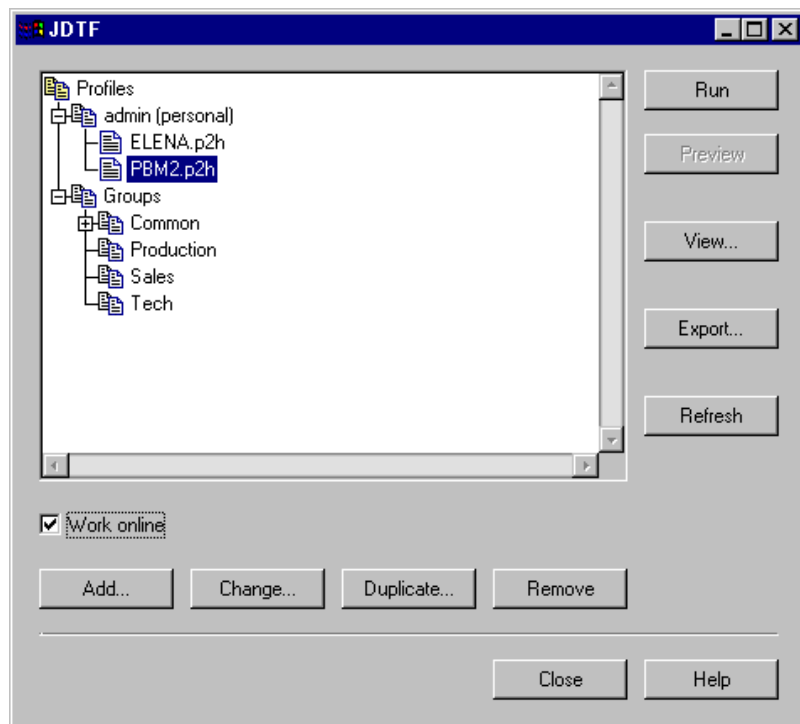 JDTF
Profiles
admin (personal)
ELENA.p2h
PBM2.p2h
Groups
Common
Production
Sales
Tech
Run
Preview
View...
Export...
Refresh
Work online
Add... Change... Duplicate... Remove
Close Help